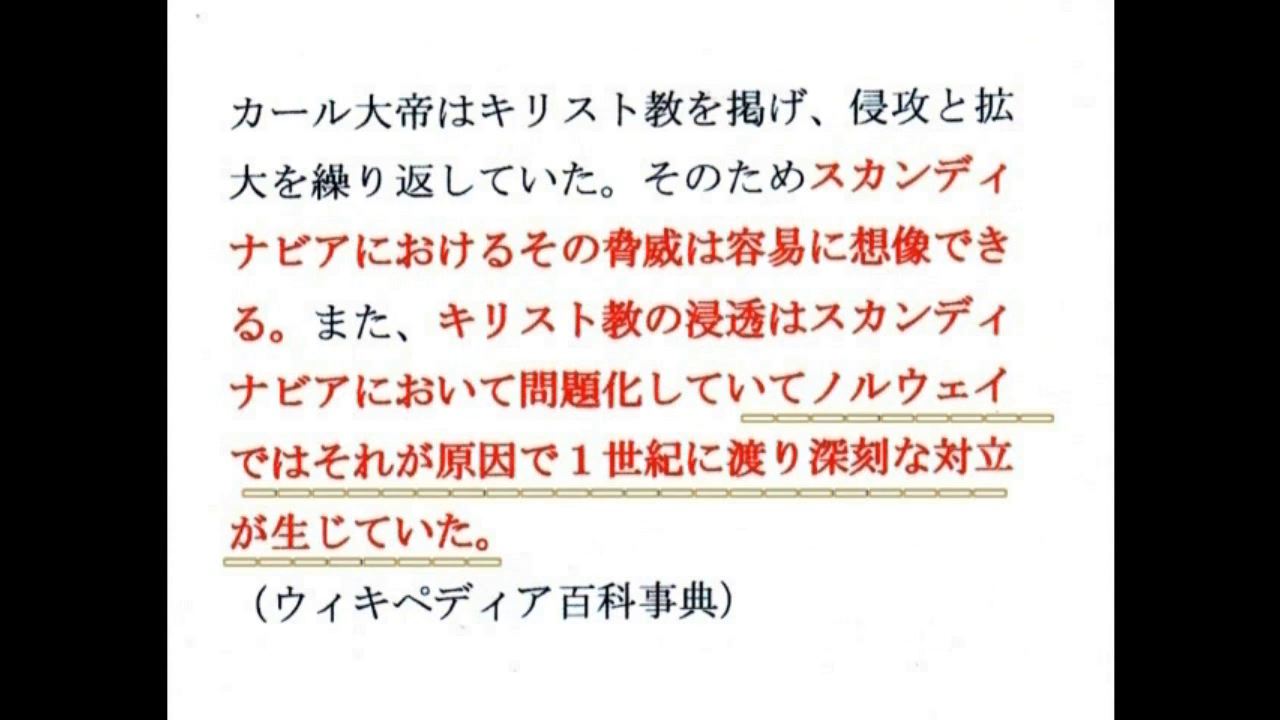 カール大帝はキリスト教を掲げ、侵攻と拡
大を繰り返していた。そのためスカンディ
ナビアにおけるその脅威は容易に想像でき
る。また、キリスト教の浸透はスカンディ
ナビアにおいて問題化していてノルウェイ
ではそれが原因で１世紀に渡り深刻な対立
が生じていた。
（ウィキペディア百科事典）